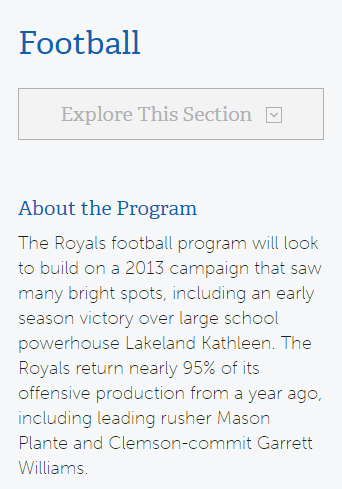 Football
Explore This Section
About the Program
The Royals football program will look
to build on a 2013 campaign that saw
many bright spots, including an early
season victory over large school
powerhouse Lakeland Kathleen. The
Royals return nearly 95% of its
offensive production from a year ago,
including leading rusher Mason
Plante and Clemson-commit Garrett
Williams.